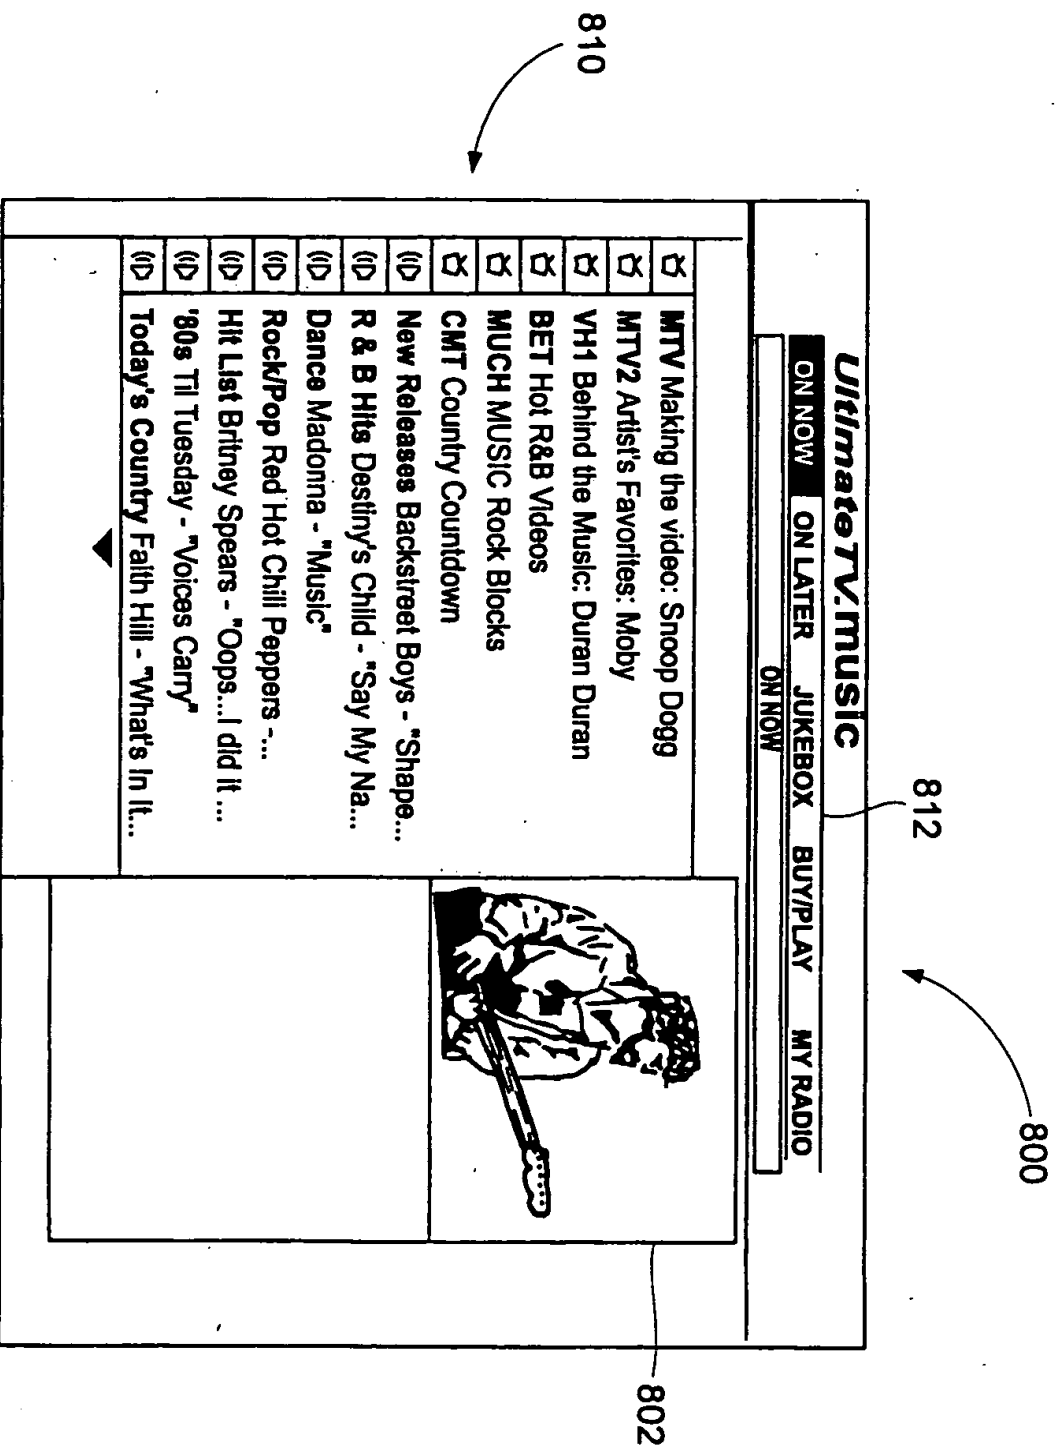 800
UltimateTV.music
812
ON NOW ON LATER JUKEBOX BUY/PLAY MY RADIO
ON NOW
810
802
MTV Making the video: Snoop Dogg
MTV2 Artist's Favorites: Moby
VH1 Behind the Music: Duran Duran
BET Hot R&B Videos
MUCH MUSIC Rock Blocks
CMT Country Countdown
New Releases Backstreet Boys - "Shape...
R & B Hits Destiny's Child - "Say My Na...
Dance Madonna - "Music"
Rock/Pop Red Hot Chili Peppers -...
Hit List Britney Spears - "Oops...I did it ...
'80s Til Tuesday - "Voices Carry"
Today's Country Faith Hill - "What's In It...